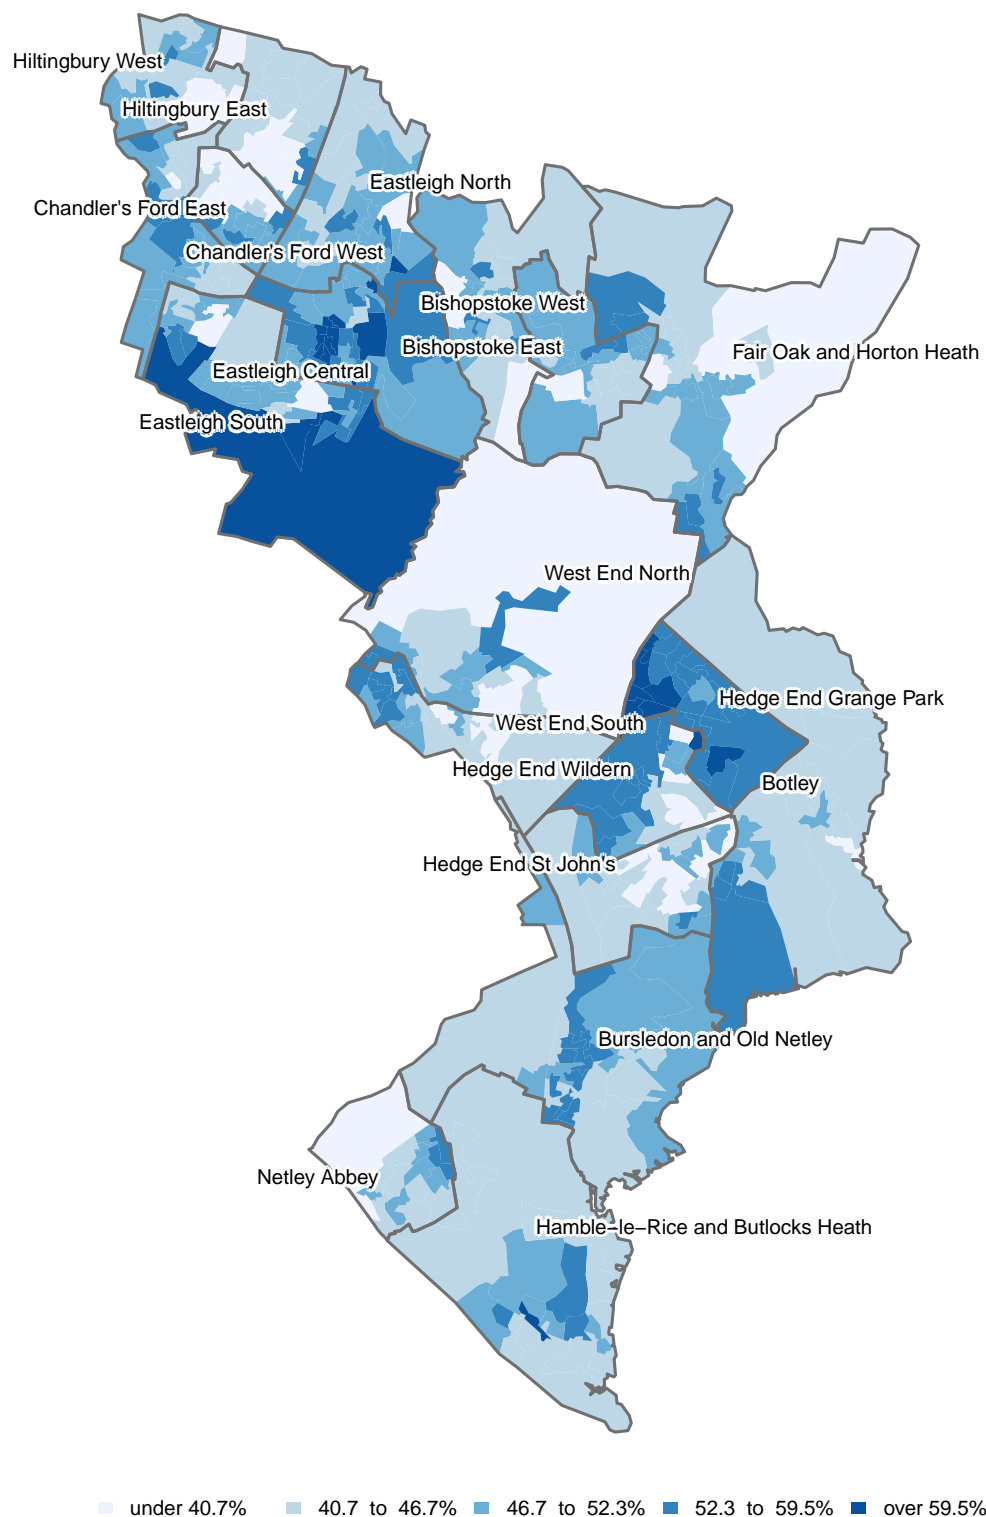 Hiltingbury West
Hiltingbury East
Eastleigh North
Chandler's Ford East
Chandler's Ford West
Bishopstoke West
Bishopstoke East
Fair Oak and Horton Heath
Eastleigh Central
Eastleigh South
West End North
Hedge End Grange Park
West End South
Hedge End Wildern
Botley
Hedge End St John's
Bursledon and Old Netley
Netley Abbey
Hamble−le−Rice and Butlocks Heath
under 40.7% 40.7 to 46.7% 46.7 to 52.3% 52.3 to 59.5% over 59.5%